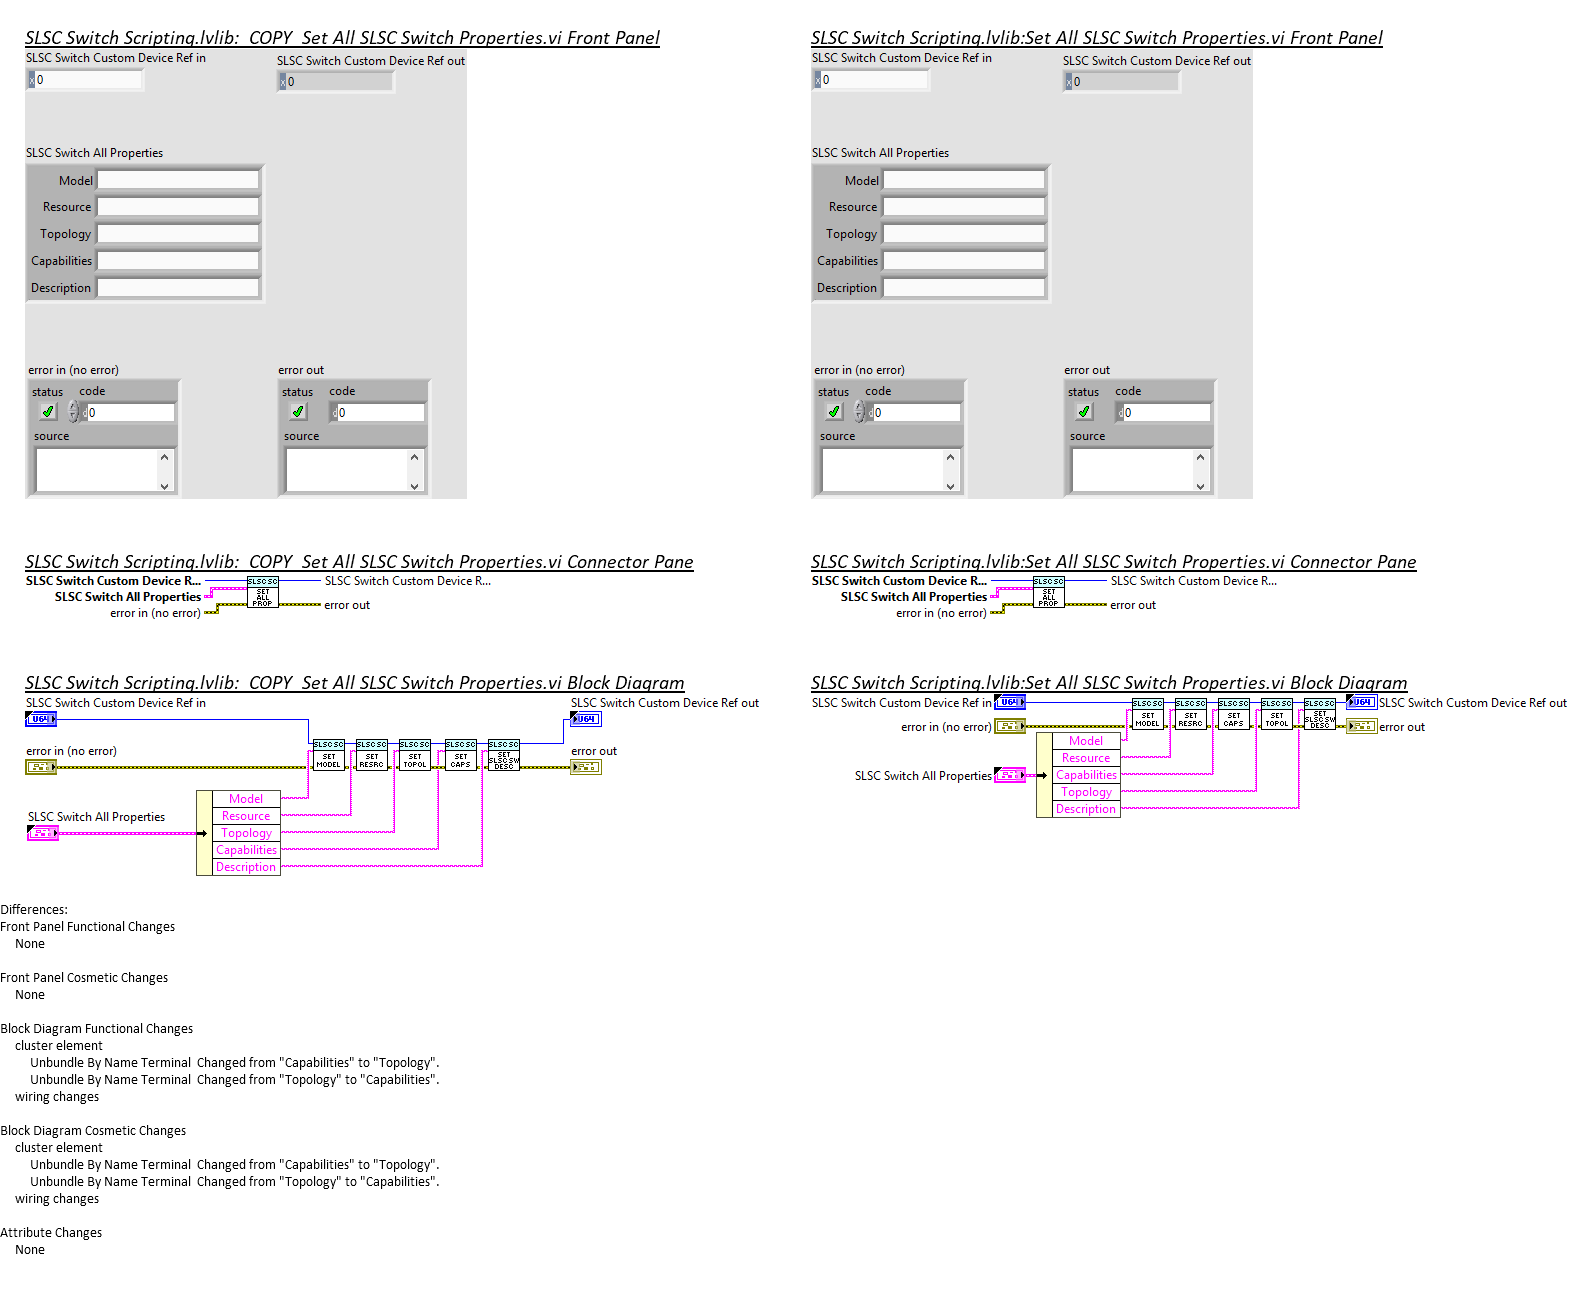 SLSC Switch Scripting.lvlib:  COPY  Set All SLSC Switch Properties.vi Front Panel
SLSC Switch Custom Device Ref in
SLSC Switch Custom Device Ref out
x 0
x 0
SLSC Switch All Properties
Model
Resource
Topology
Capabilities
Description
error in (no error)
error out
status code
status code
d 0
d 0
source
source
SLSC Switch Scripting.lvlib:Set All SLSC Switch Properties.vi Front Panel
SLSC Switch Custom Device Ref in
SLSC Switch Custom Device Ref out
x 0
x 0
SLSC Switch All Properties
Model
Resource
Topology
Capabilities
Description
error in (no error)
error out
status code
status code
d 0
d 0
source
source
SLSC Switch Scripting.lvlib:  COPY  Set All SLSC Switch Properties.vi Connector Pane
SLSC Switch Custom Device R...
SLSC Switch All Properties
error in (no error)
SLSC SC
SET
ALL
PROP
SLSC Switch Custom Device R...
error out
SLSC Switch Scripting.lvlib:Set All SLSC Switch Properties.vi Connector Pane
SLSC Switch Custom Device R...
SLSC Switch All Properties
error in (no error)
SLSC SC
SET
ALL
PROP
SLSC Switch Custom Device R...
error out
SLSC Switch Scripting.lvlib:  COPY  Set All SLSC Switch Properties.vi Block Diagram
SLSC Switch Custom Device Ref in
SLSC Switch Custom Device Ref out
U64
U64
error in (no error)
error out
SLSC SC
SET
MODEL
SLSC SC
SET
RESRC
SLSC SC
SET
TOPOL
SLSC SC
SET
CAPS
SLSC SC
SET
SLSC SW
DESC
SLSC Switch All Properties
Model
Resource
Topology
Capabilities
Description
SLSC Switch Scripting.lvlib:Set All SLSC Switch Properties.vi Block Diagram
SLSC Switch Custom Device Ref in
U64
SLSC SC
SET
MODEL
SLSC SC
SET
RESRC
SLSC SC
SET
CAPS
SLSC SC
SET
TOPOL
SLSC SC
SET
SLSC SW
DESC
U64
SLSC Switch Custom Device Ref out
error in (no error)
error out
SLSC Switch All Properties
Model
Resource
Capabilities
Topology
Description
Differences:
Front Panel Functional Changes
None
Front Panel Cosmetic Changes
None
Block Diagram Functional Changes
cluster element
Unbundle By Name Terminal  Changed from "Capabilities" to "Topology".
Unbundle By Name Terminal  Changed from "Topology" to "Capabilities".
wiring changes
Block Diagram Cosmetic Changes
cluster element
Unbundle By Name Terminal  Changed from "Capabilities" to "Topology".
Unbundle By Name Terminal  Changed from "Topology" to "Capabilities".
wiring changes
Attribute Changes
None